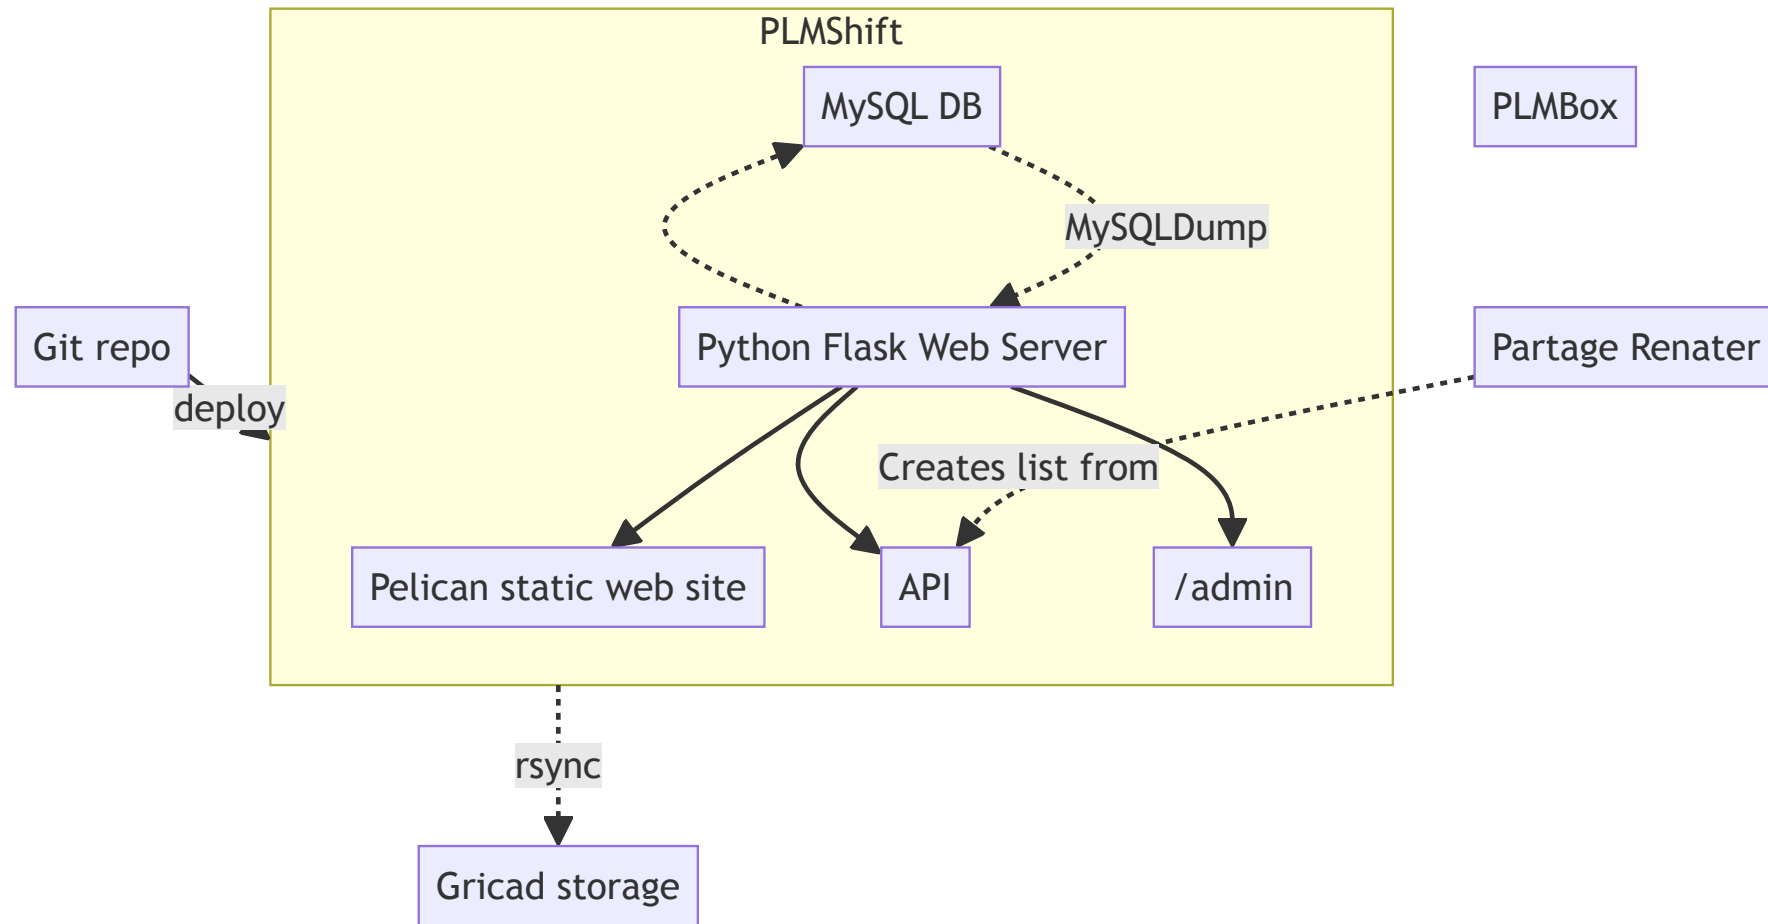 PLMShift
MySQL DB
PLMBox
MySQLDump
Git repo
Python Flask Web Server
Partage Renater
deploy
Creates list from
Pelican static web site
API
/admin
rsync
Gricad storage